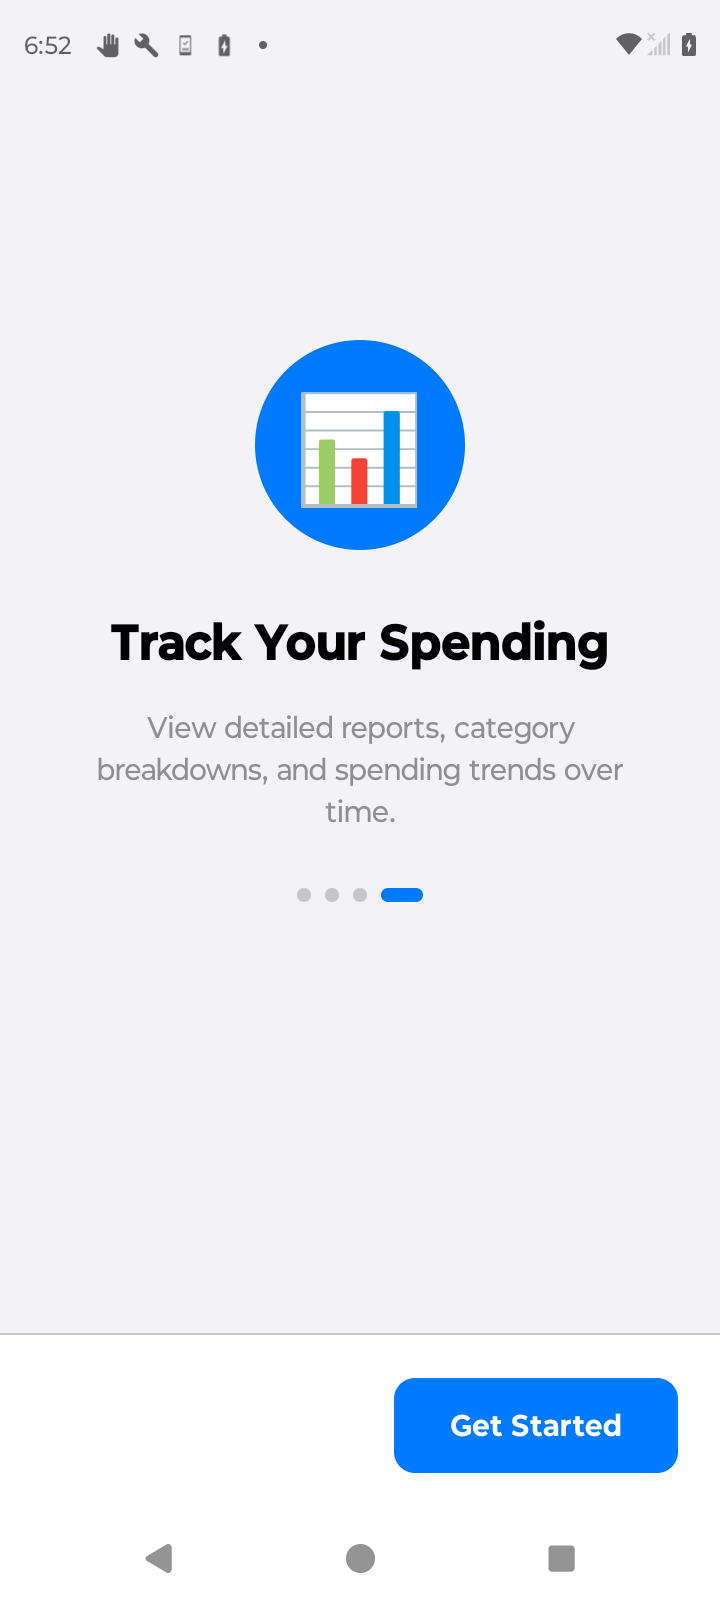 6:52
Track Your Spending
View detailed reports, category
breakdowns, and spending trends over
time.
Get Started